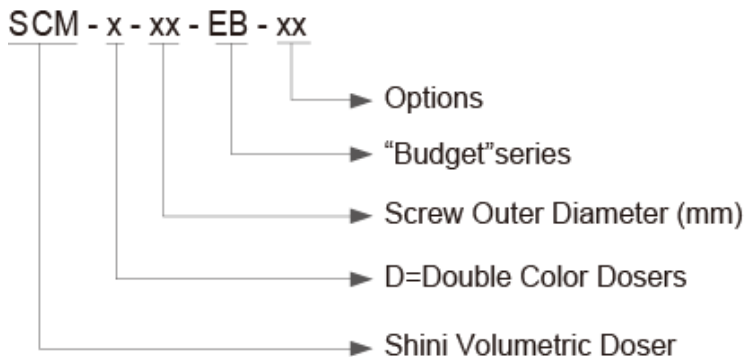 SCM - x - xx - EB - xx
Options
“Budget”series
Screw Outer Diameter (mm)
D=Double Color Dosers
Shini Volumetric Doser